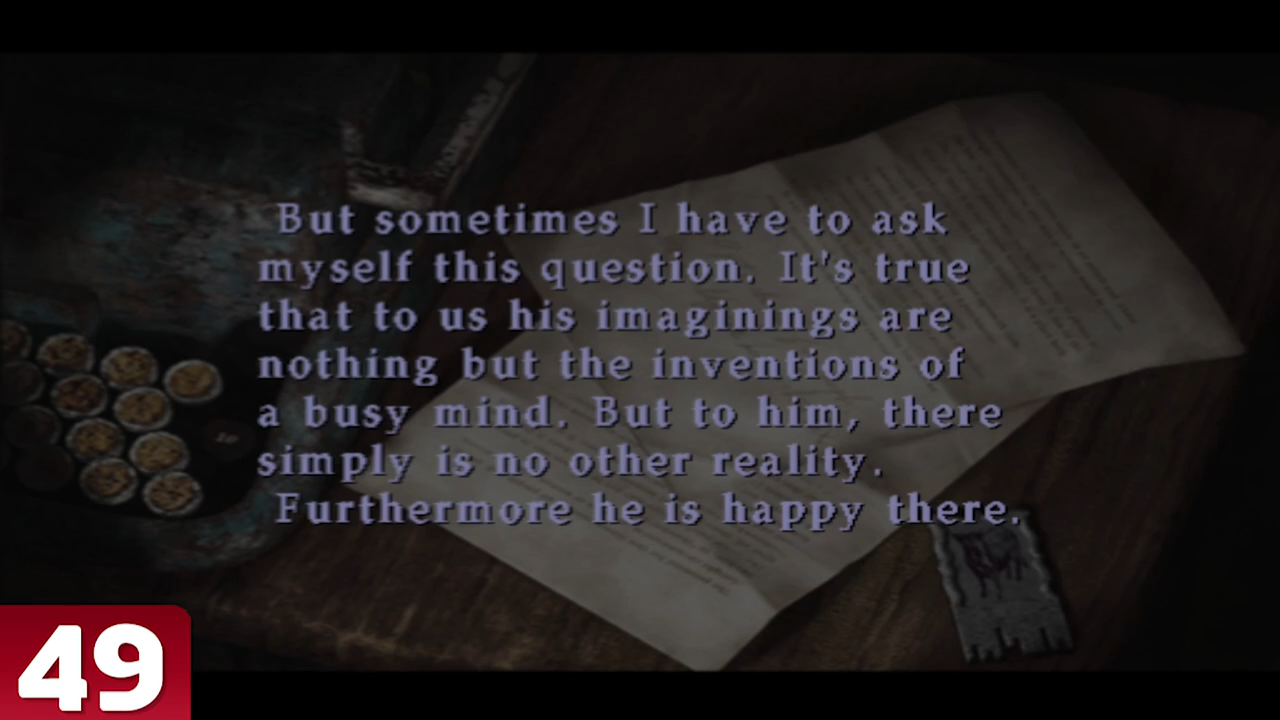 But sometimes I have to ask
myself this question. It's true
that to us his imaginings are
nothing but the inventions of
a busy mind. But to him, there
simply is no other reality.
Furthermore he is happy there.
49